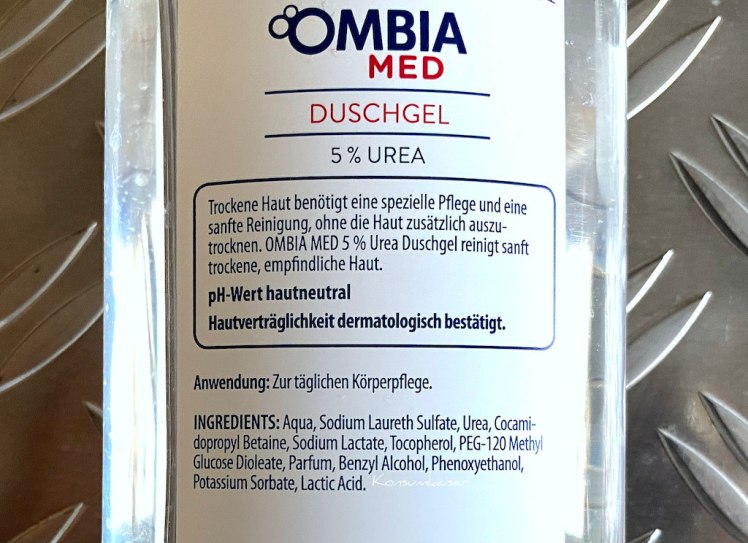 OMBIA
MED
DUSCHGEL
5 % UREA
Trockene Haut benötigt eine spezielle Pflege und eine
sanfte Reinigung, ohne die Haut zusätzlich auszu-
trocknen. OMBIA MED 5 % Urea Duschgel reinigt sanft
trockene, empfindliche Haut.
pH-Wert hautneutral
Hautverträglichkeit dermatologisch bestätigt.
Anwendung: Zur täglichen Körperpflege.
INGREDIENTS: Aqua, Sodium Laureth Sulfate, Urea, Cocami-
dopropyl Betaine, Sodium Lactate, Tocopherol, PEG-120 Methyl
Glucose Dioleate, Parfum, Benzyl Alcohol, Phenoxyethanol,
Potassium Sorbate, Lactic Acid.